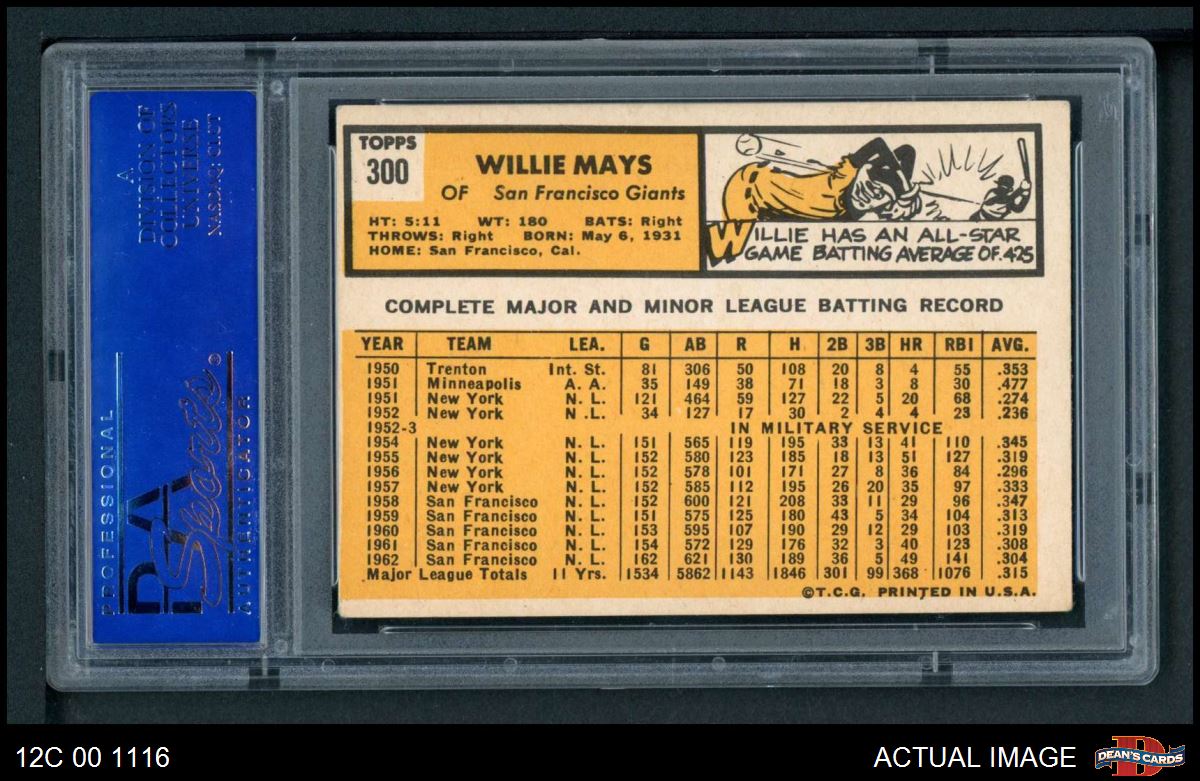 A
DIVISION OF
COLLECTORS
UNIVERSE
NASDAQ: CLCT
PROFESSIONAL
PSA
Sports
®
AUTHENTICATOR
TOPPS
300
WILLIE MAYS
OF San Francisco Giants
HT: 5:11 WT: 180 BATS: Right
THROWS: Right BORN: May 6, 1931
HOME: San Francisco, Cal.
WILLIE HAS AN ALL-STAR
GAME BATTING AVERAGE OF .425
COMPLETE MAJOR AND MINOR LEAGUE BATTING RECORD
YEAR TEAM LEA. G AB R H 2B 3B HR RBI AVG.
1950 Trenton Int. St. 81 306 50 108 20 8 4 55 .353
1951 Minneapolis A. A. 35 149 38 71 18 3 8 30 .477
1951 New York N. L. 121 464 59 127 22 5 20 68 .274
1952 New York N .L. 34 127 17 30 2 4 4 23 .236
1952-3 IN MILITARY SERVICE
1954 New York N. L. 151 565 119 195 33 13 41 110 .345
1955 New York N. L. 152 580 123 185 18 13 51 127 .319
1956 New York N. L. 152 578 101 171 27 8 36 84 .296
1957 New York N. L. 152 585 112 195 26 20 35 97 .333
1958 San Francisco N. L. 152 600 121 208 33 11 29 96 .347
1959 San Francisco N. L. 151 575 125 180 43 5 34 104 .313
1960 San Francisco N. L. 153 595 107 190 29 12 29 103 .319
1961 San Francisco N. L. 154 572 129 176 32 3 40 123 .308
1962 San Francisco N. L. 162 621 130 189 36 5 49 141 .304
Major League Totals 11 Yrs. 1534 5862 1143 1846 301 99 368 1076 .315
©T.C.G. PRINTED IN U.S.A.
12C 00 1116
ACTUAL IMAGE
DEAN'S CARDS